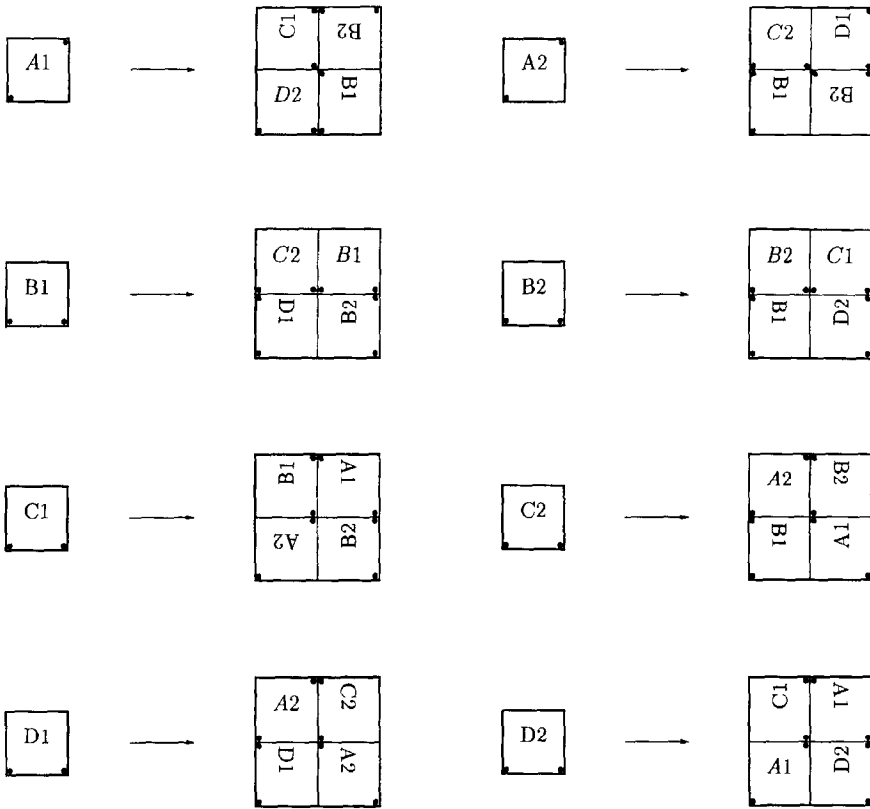 C1 B2 C2 D1
A1 A2
D2 B1 B1 B2
C2 B1 B2 C1
B1 B2
D1 B2 B1 D2
B1 A1 A2 B2
C1 C2
A2 B2 B1 A1
A2 C2 C1 A1
D1 D2
D1 A2 A1 D2